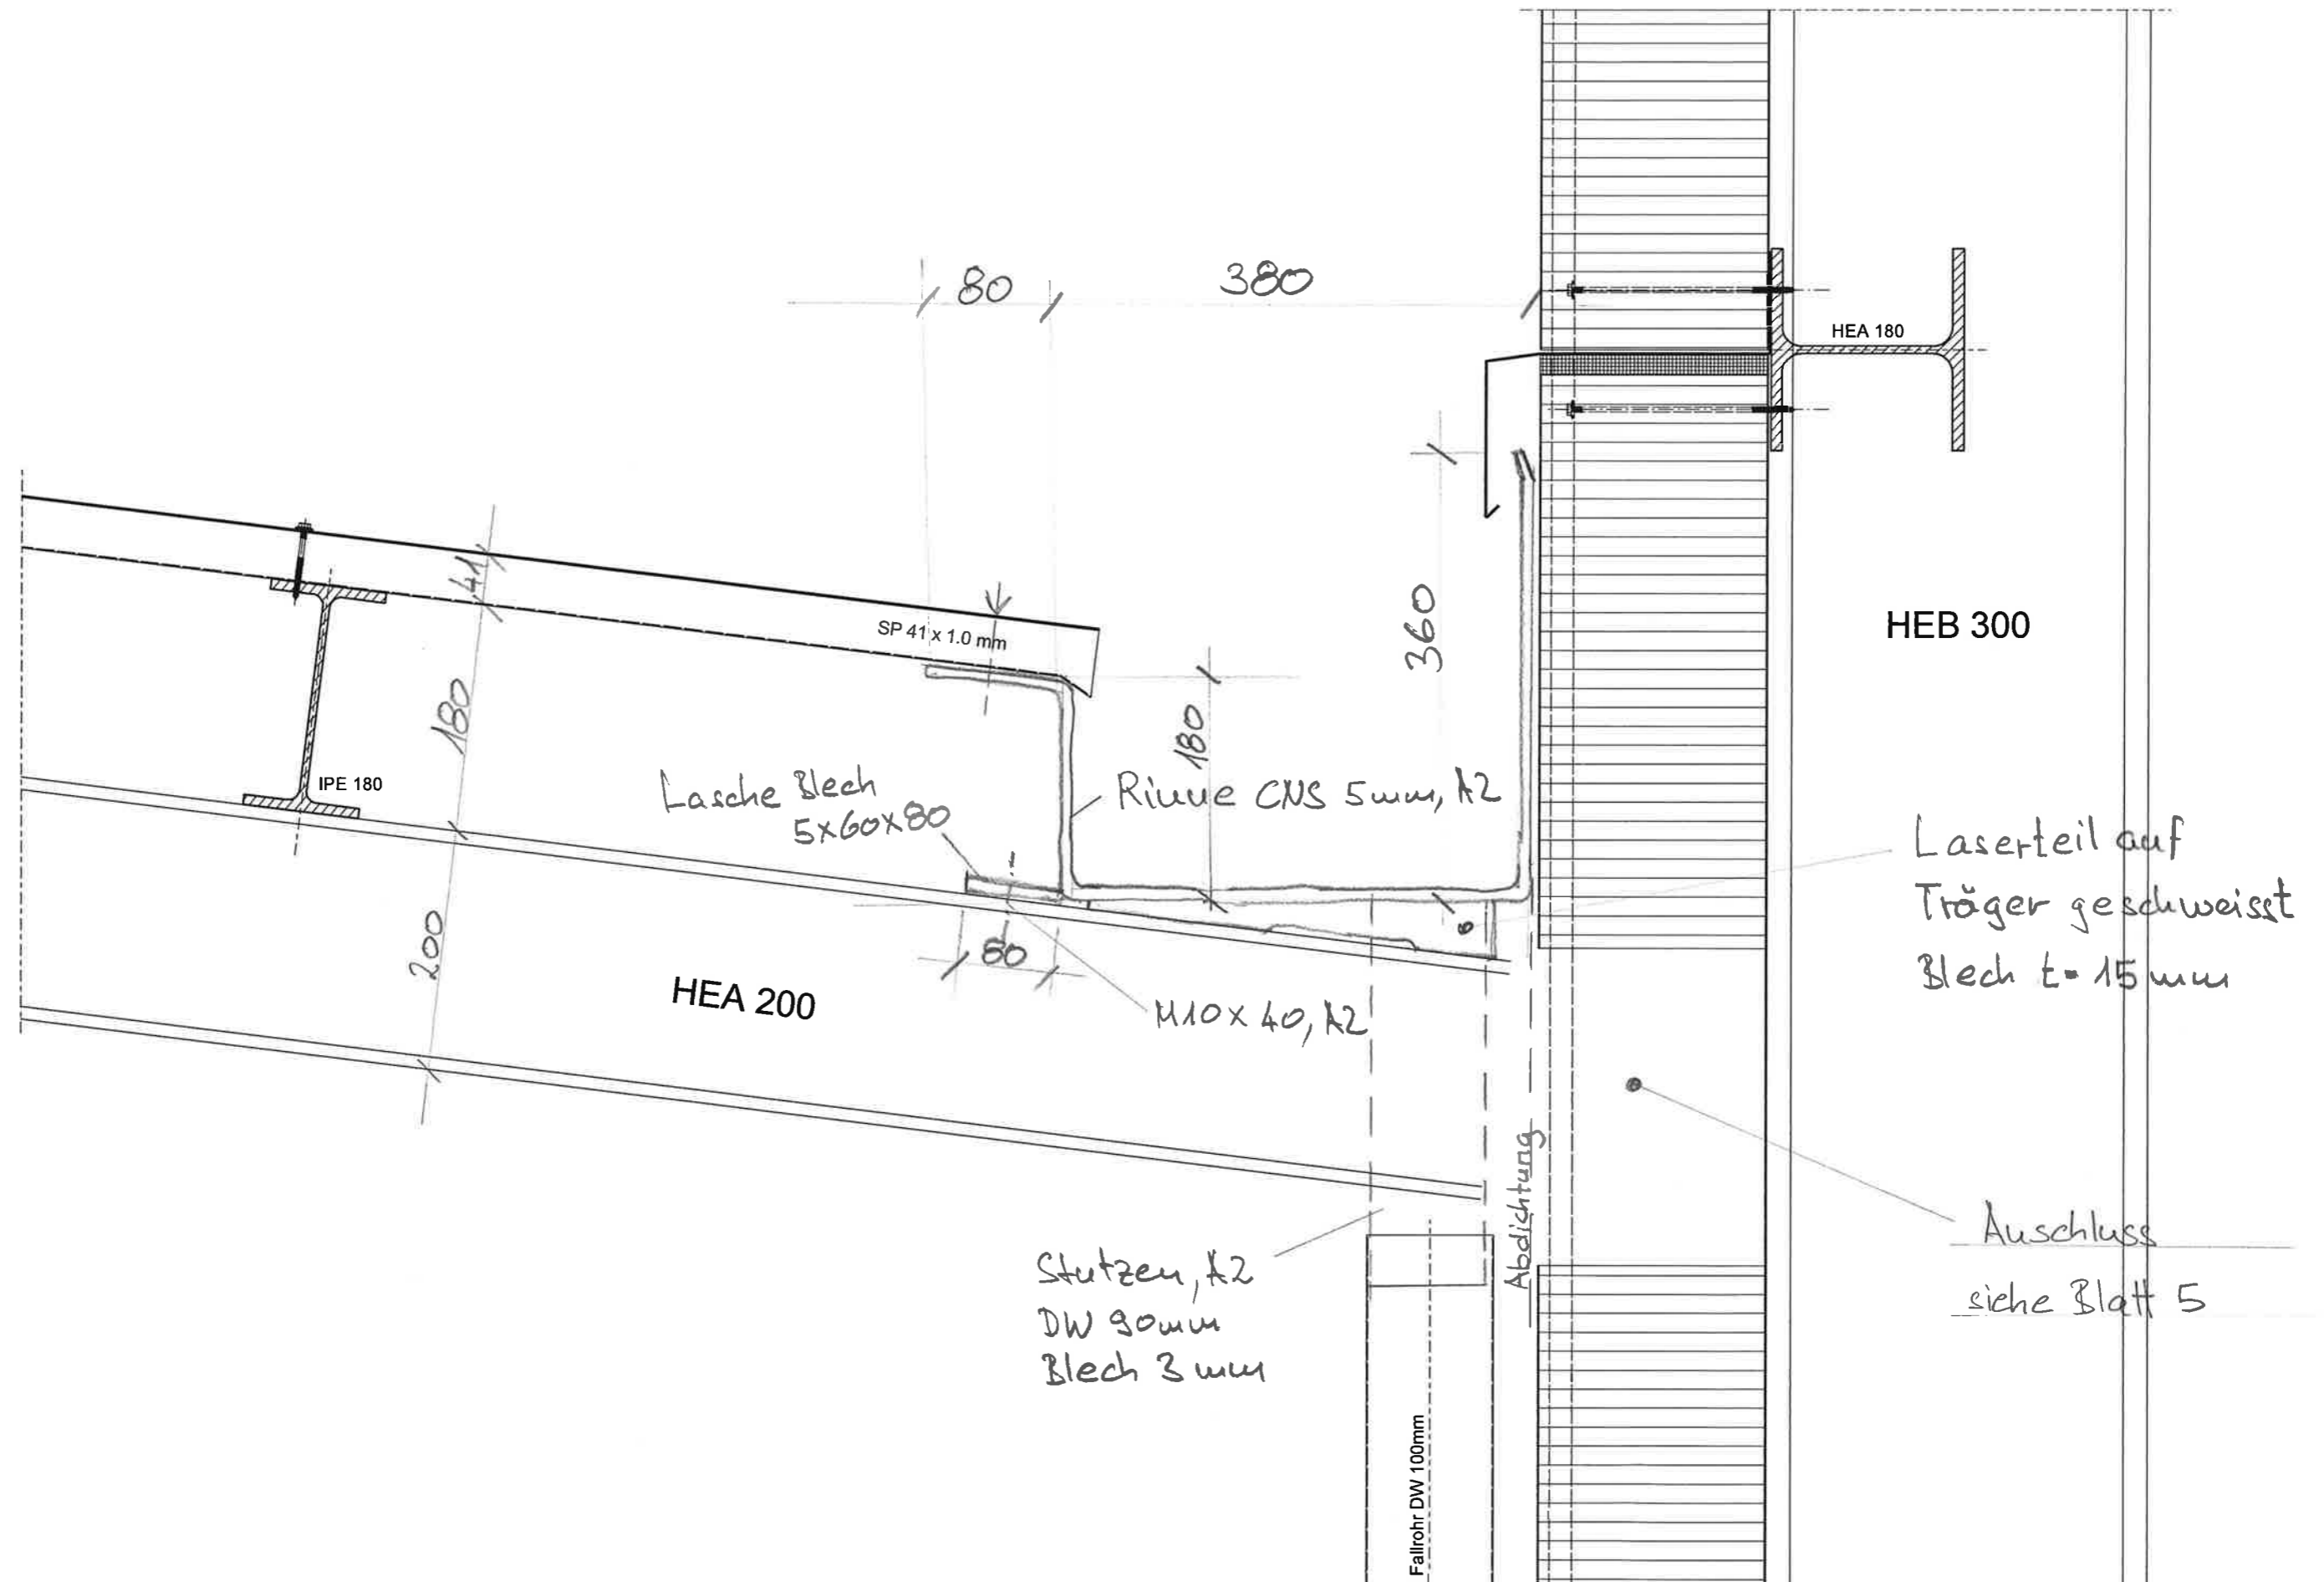 80
380
HEA 180
360
HEB 300
41
SP 41 x 1.0 mm
180
180
IPE 180
Lasche Blech
5x60x80
Rinne CNS 5mm, A2
Laserteil auf
Träger geschweisst
Blech t=15mm
200
HEA 200
M10x40, A2
Abdichtung
Stutzen, A2
DW 90mm
Blech 3mm
Anschluss
siehe Blatt 5
Fallrohr DW 100mm